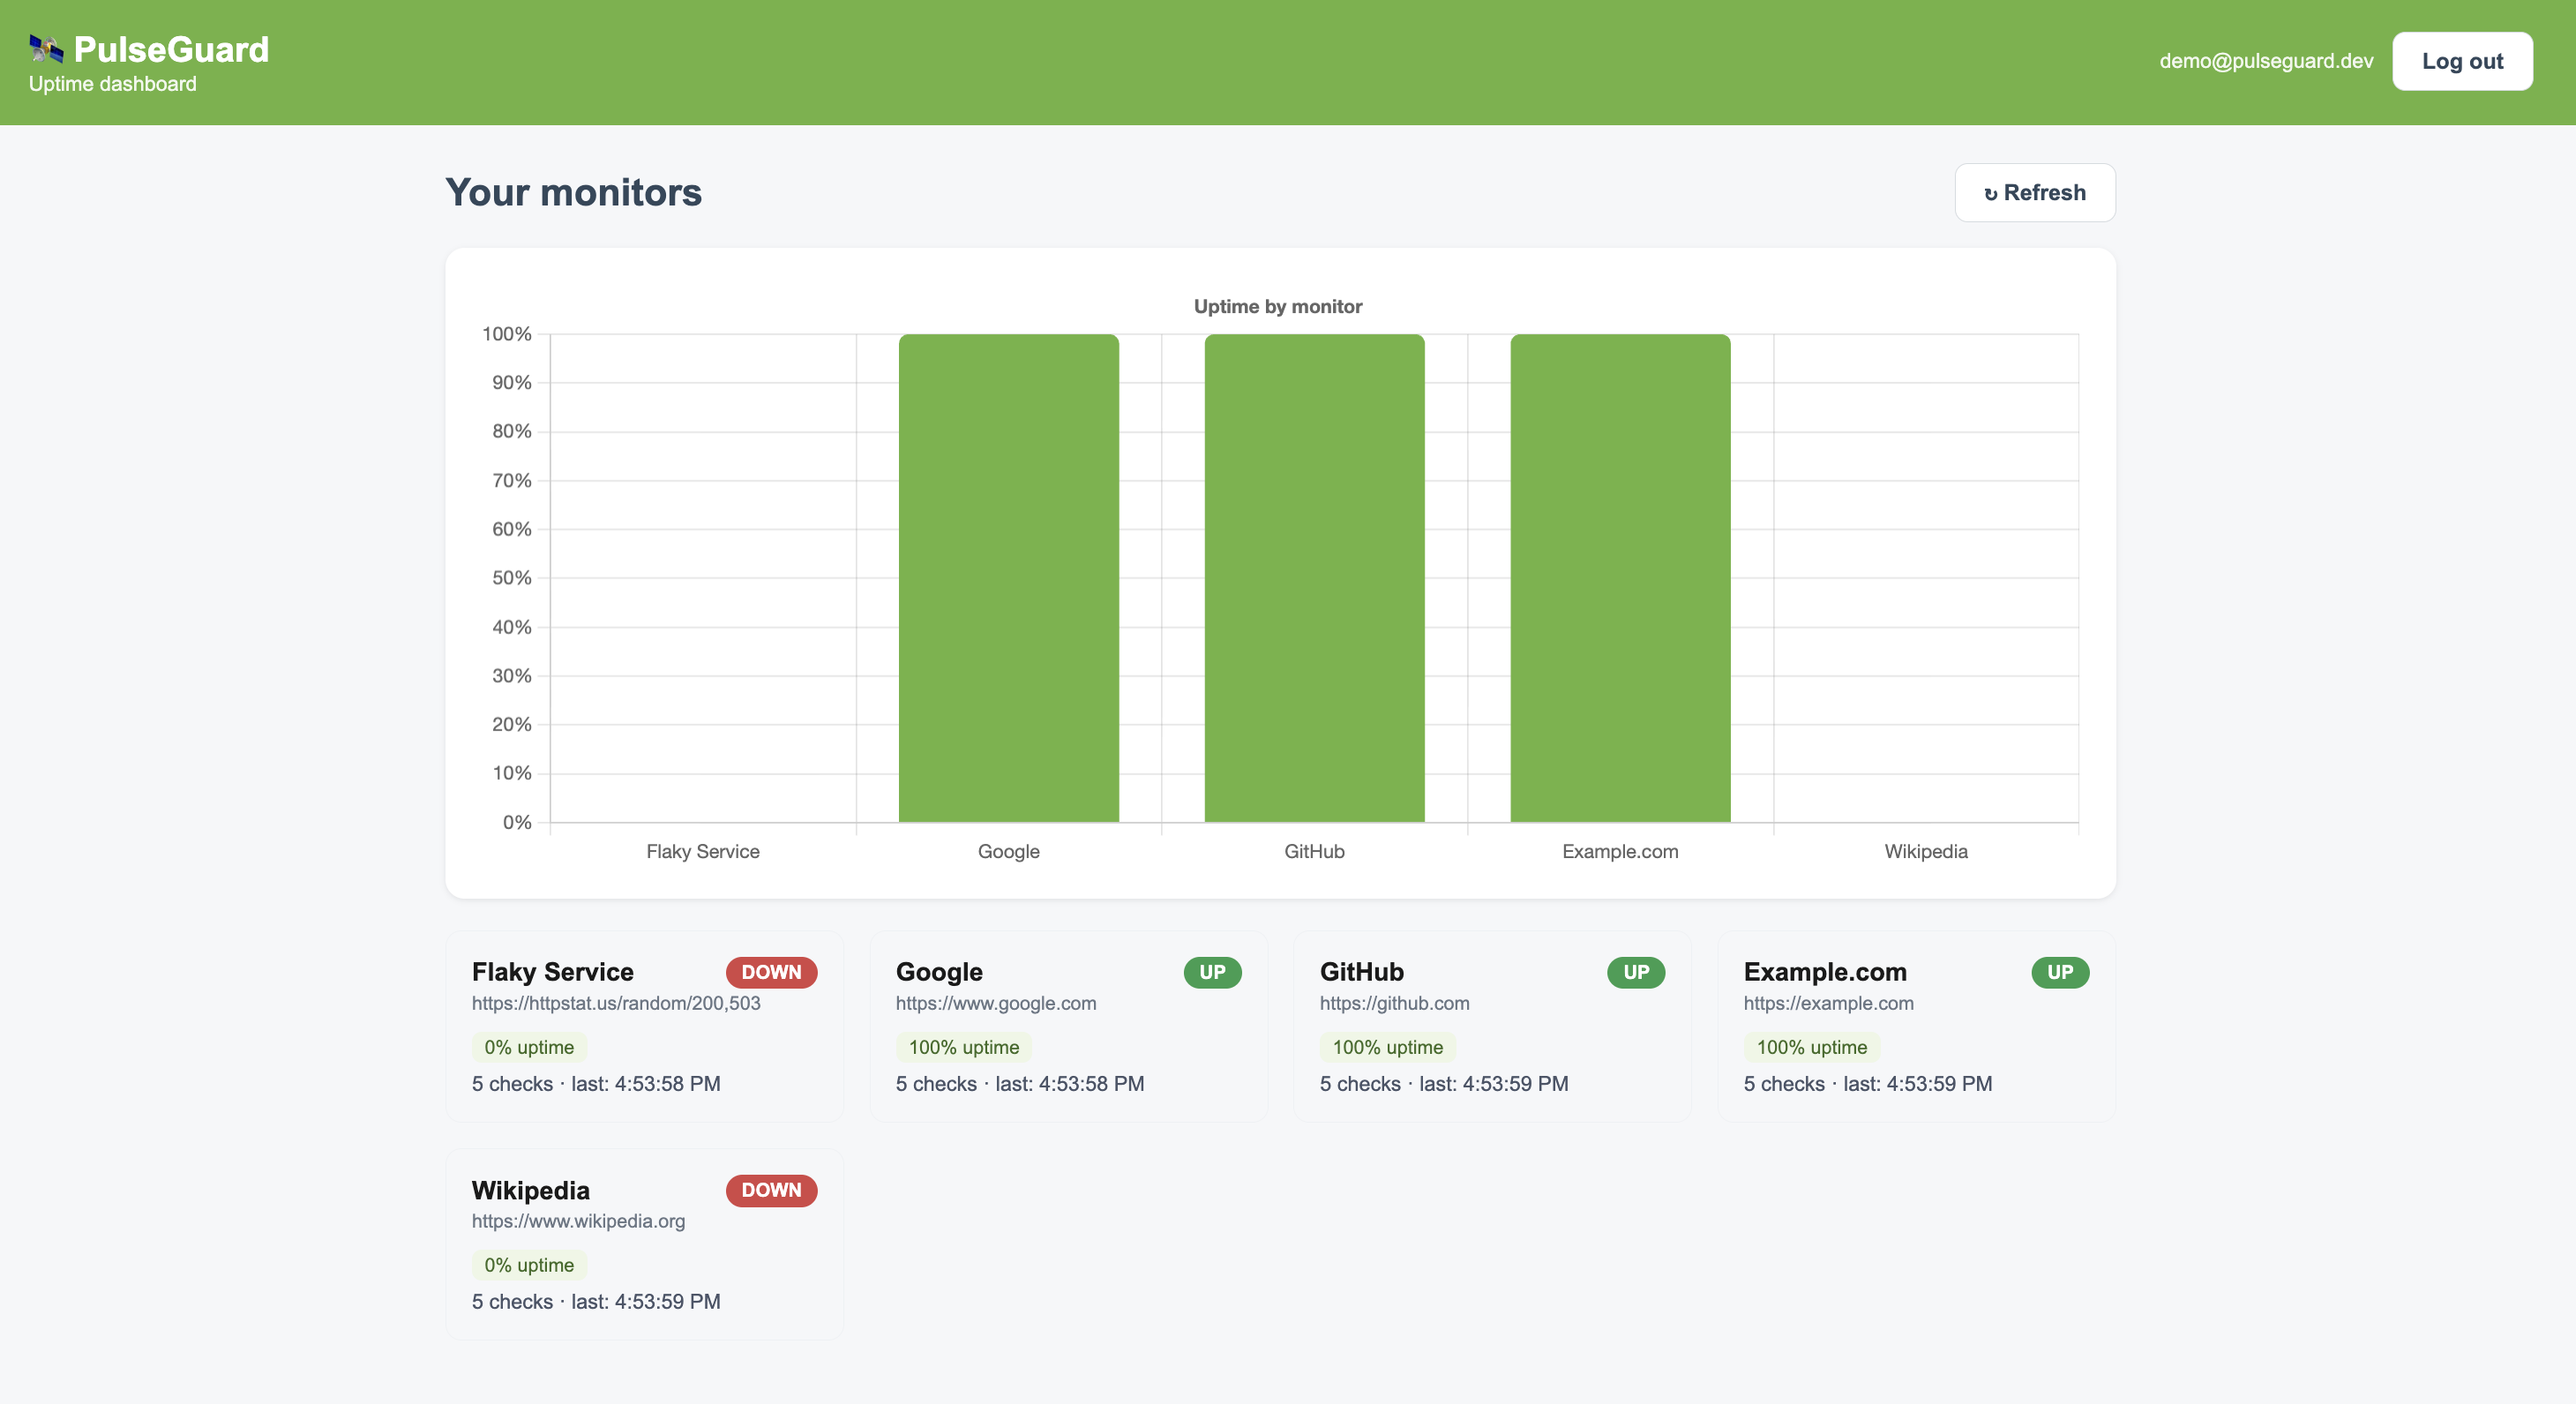 PulseGuard
Uptime dashboard
demo@pulseguard.dev
Log out
Your monitors
↻ Refresh
Uptime by monitor
100%
90%
80%
70%
60%
50%
40%
30%
20%
10%
0%
Flaky Service
Google
GitHub
Example.com
Wikipedia
Flaky Service
DOWN
https://httpstat.us/random/200,503
0% uptime
5 checks · last: 4:53:58 PM
Google
UP
https://www.google.com
100% uptime
5 checks · last: 4:53:58 PM
GitHub
UP
https://github.com
100% uptime
5 checks · last: 4:53:59 PM
Example.com
UP
https://example.com
100% uptime
5 checks · last: 4:53:59 PM
Wikipedia
DOWN
https://www.wikipedia.org
0% uptime
5 checks · last: 4:53:59 PM